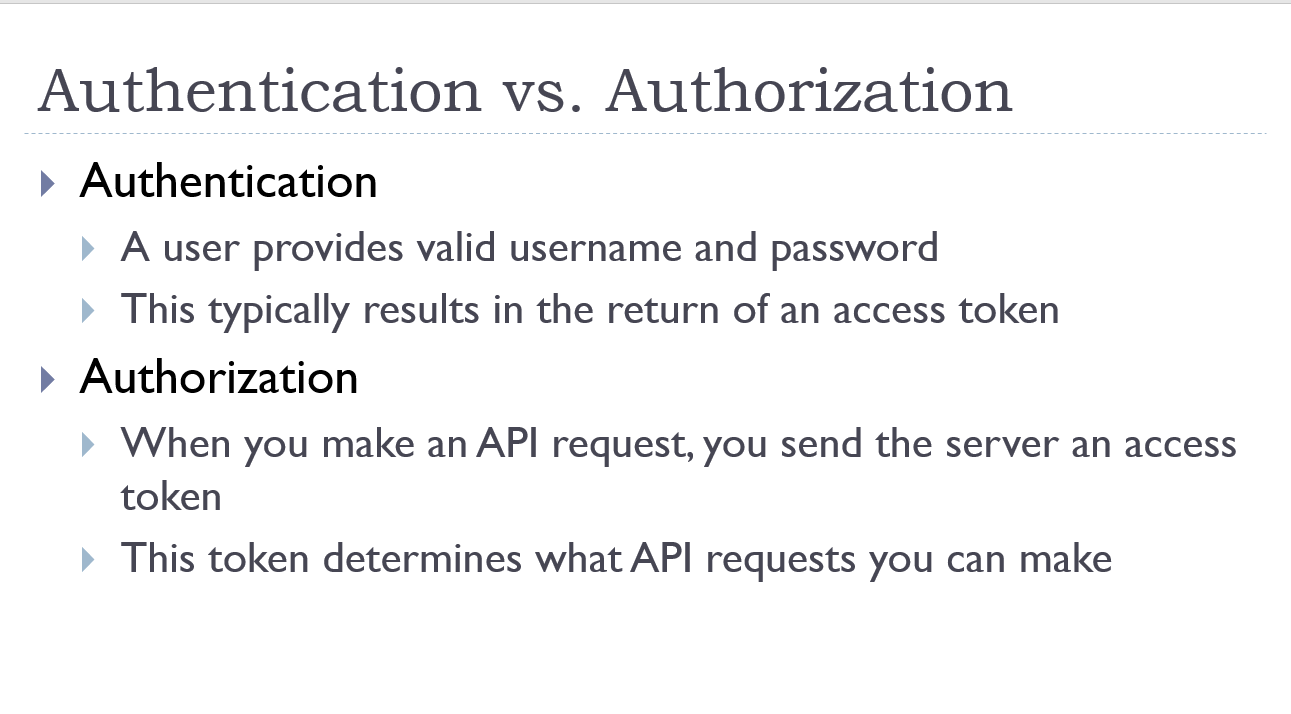 Authentication vs. Authorization
Authentication
A user provides valid username and password
This typically results in the return of an access token
Authorization
When you make an API request, you send the server an access
token
This token determines what API requests you can make